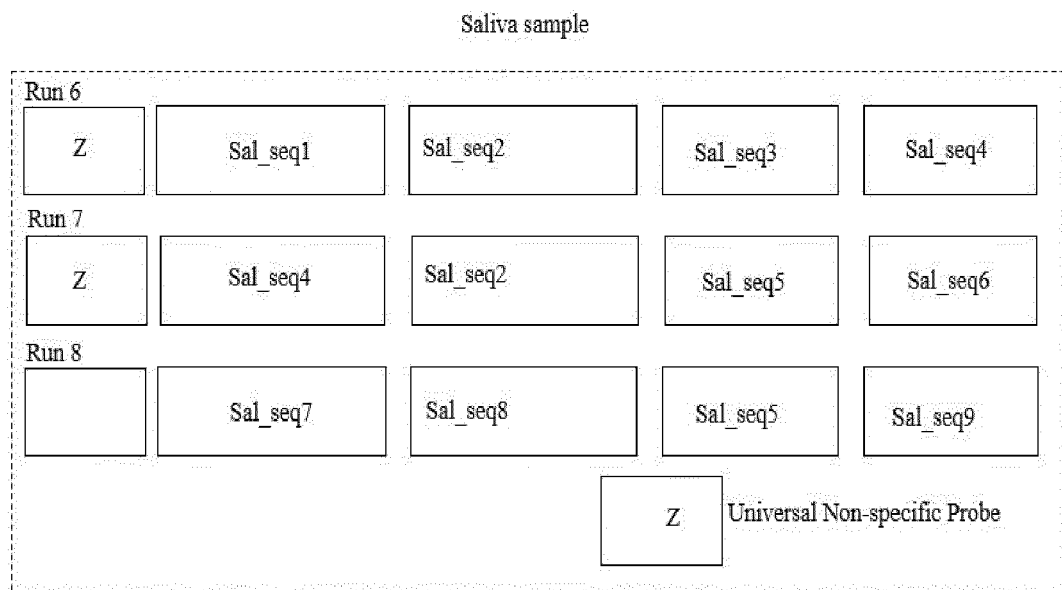 Saliva sample
Run 6
Z Sal_seq1 Sal_seq2 Sal_seq3 Sal_seq4
Run 7
Z Sal_seq4 Sal_seq2 Sal_seq5 Sal_seq6
Run 8
Sal_seq7 Sal_seq8 Sal_seq5 Sal_seq9
Z Universal Non-specific Probe